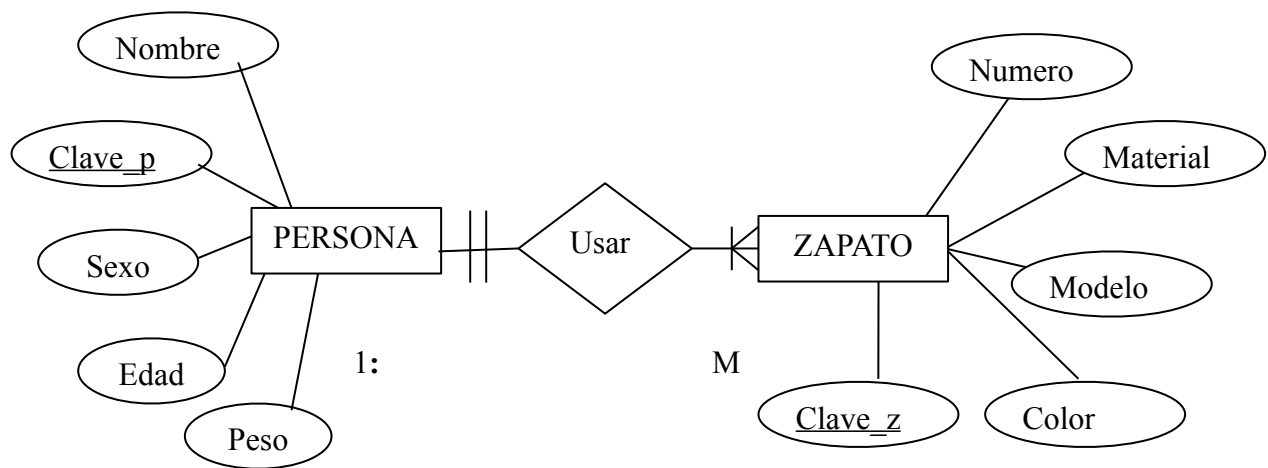 Nombre
Numero
Clave_p
Material
PERSONA
Usar
ZAPATO
Sexo
Modelo
Edad
1:
M
Peso
Clave_z
Color